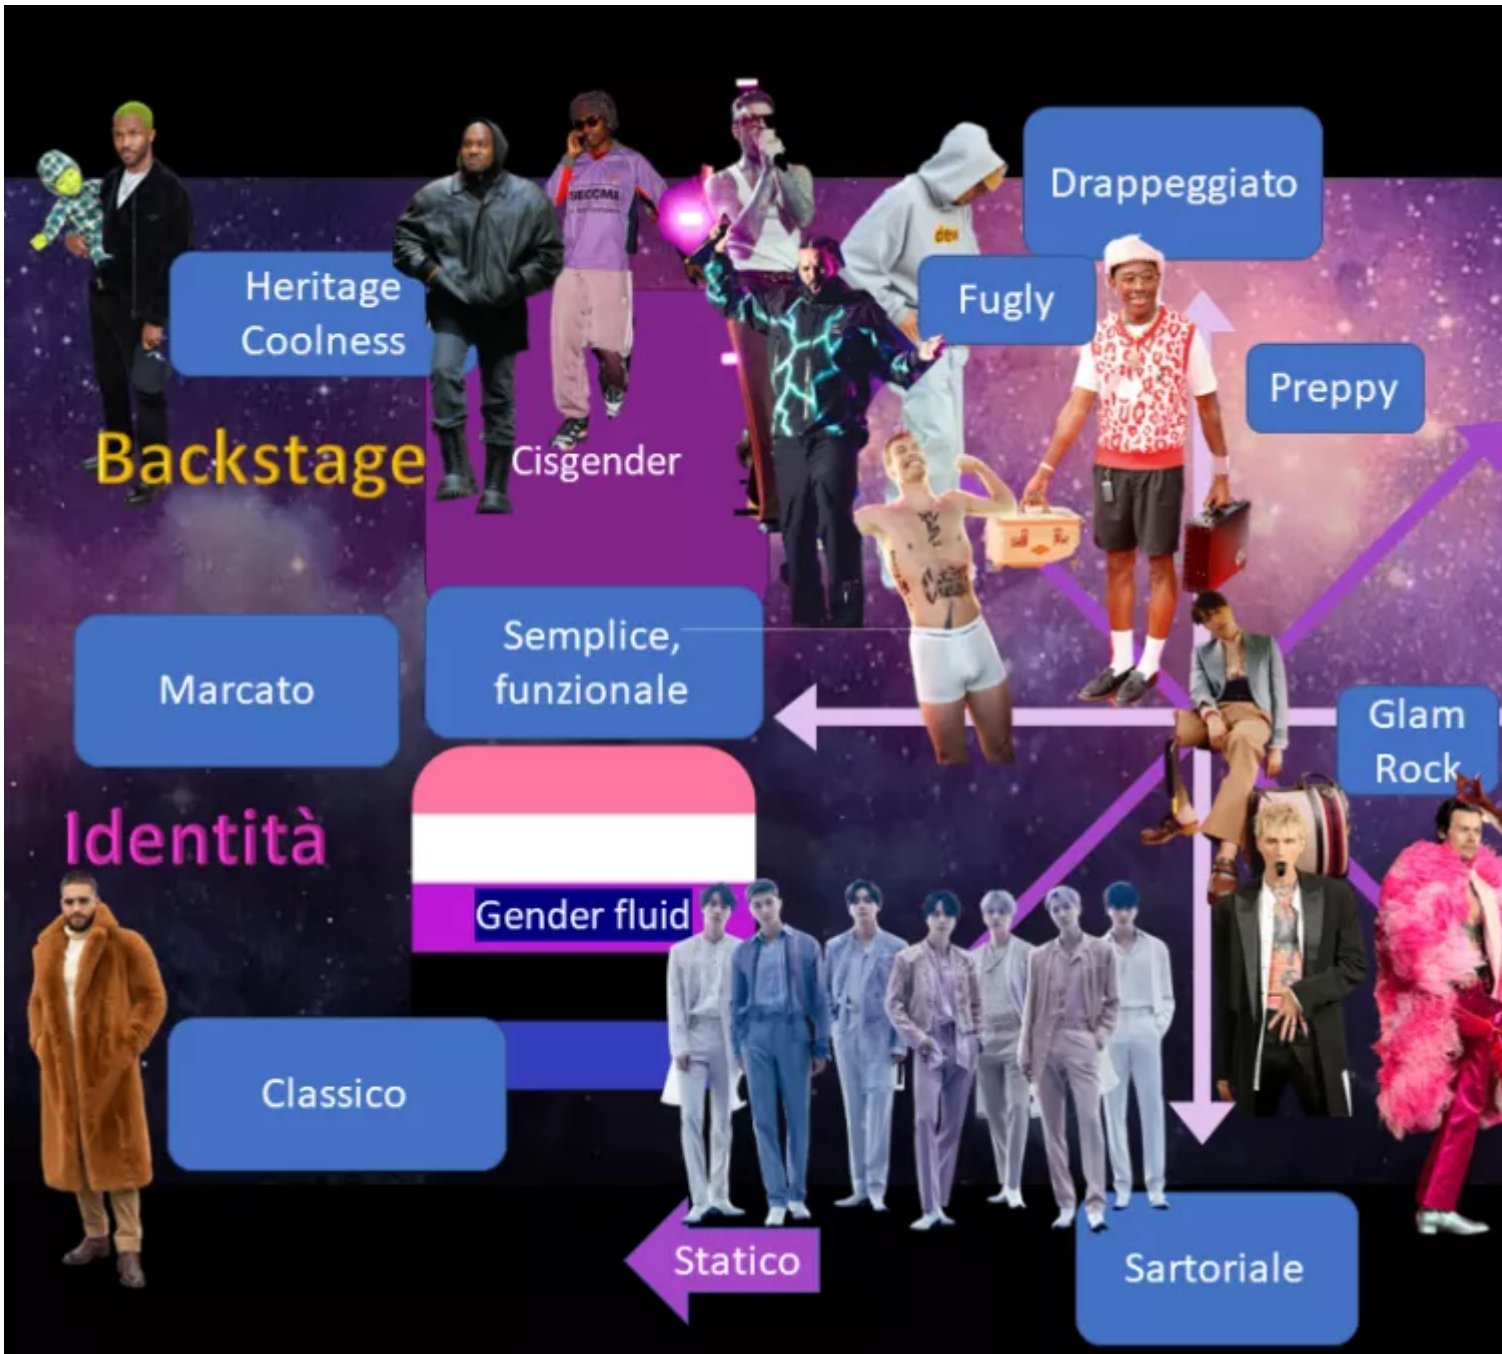 Drappeggiato
Heritage
Coolness
Fugly
Preppy
Backstage
Cisgender
Semplice,
funzionale
Marcato
Glam
Rock
Identità
Gender fluid
Classico
Statico
Sartoriale